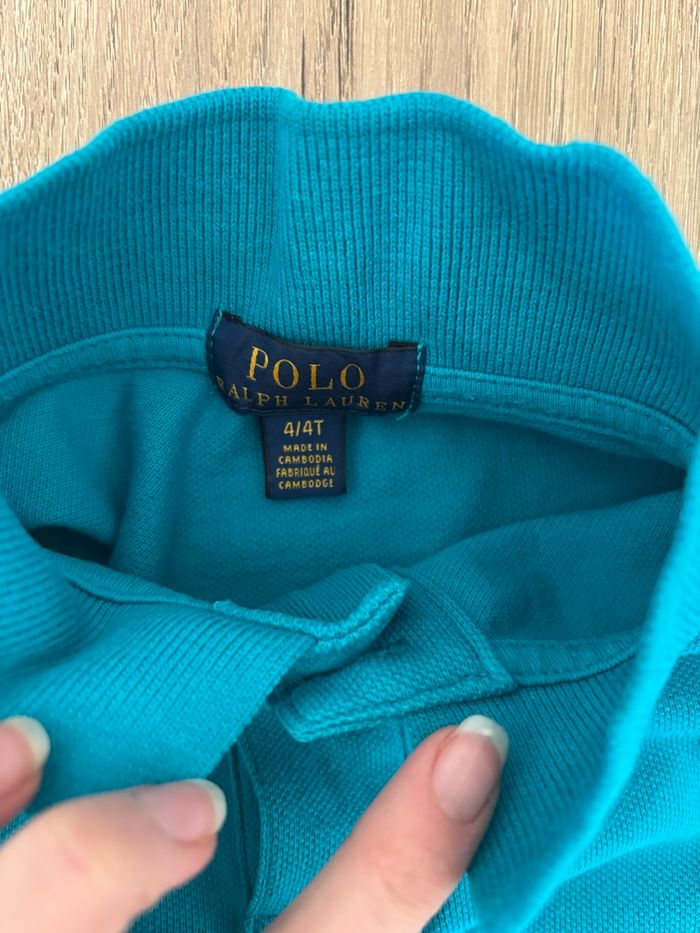 POLO
RALPH LAUREN
4/4T
MADE IN
CAMBODIA
FABRIQUÉ AU
CAMBODGE